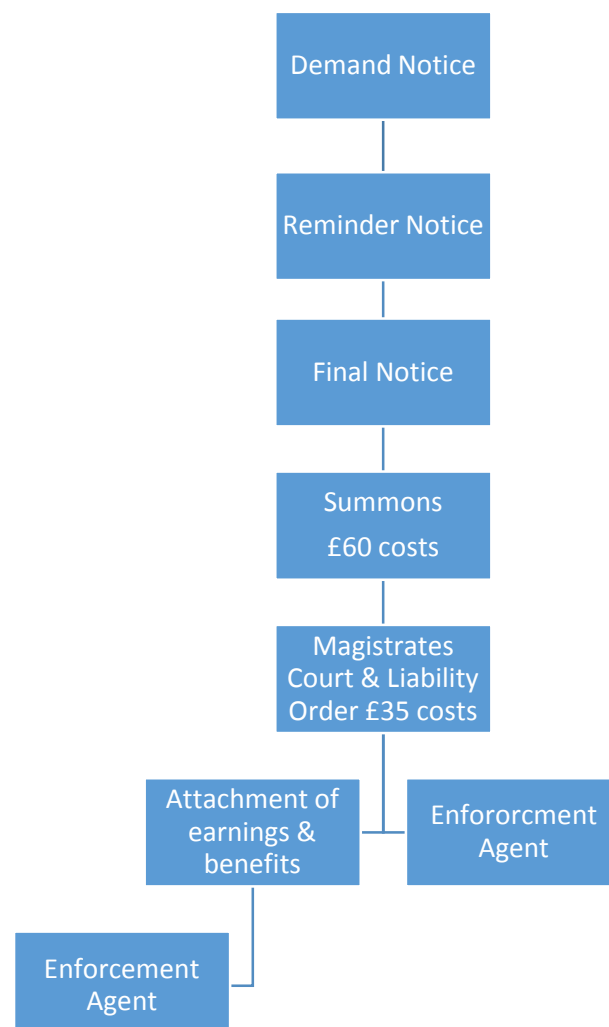 Demand Notice
Reminder Notice
Final Notice
Summons
£60 costs
Magistrates
Court & Liability
Order £35 costs
Attachment of
earnings &
benefits
Enfororcment
Agent
Enforcement
Agent